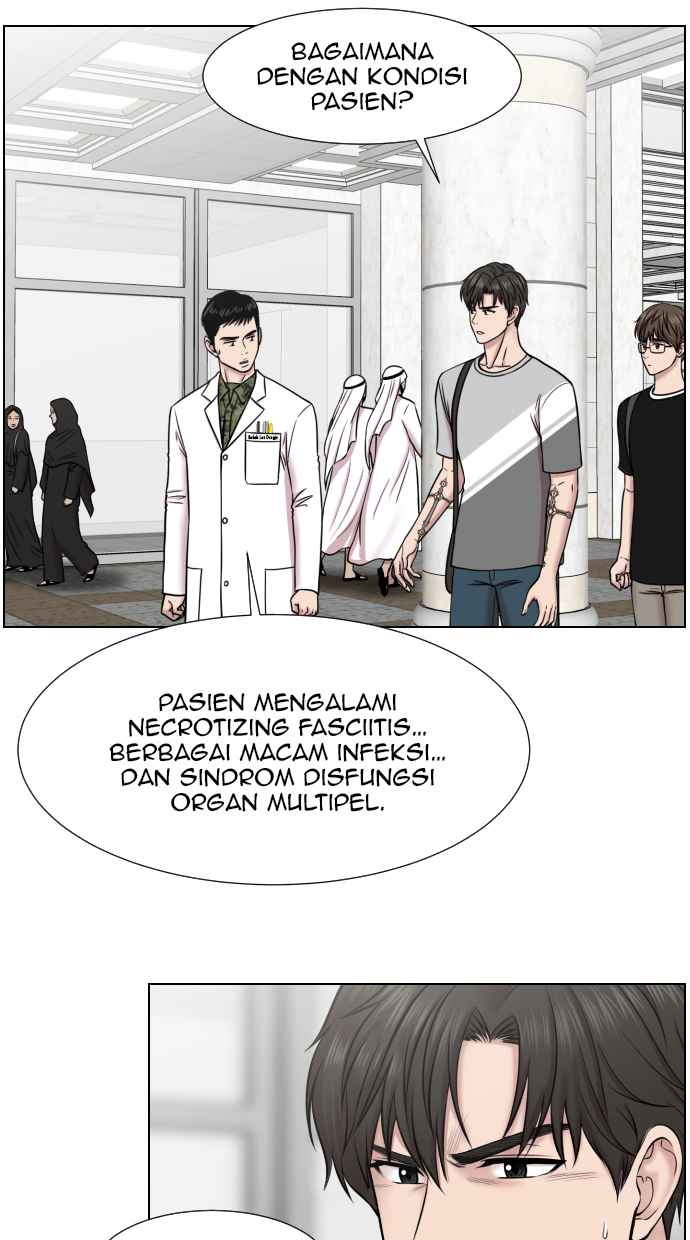 BAGAIMANA
DENGAN KONDISI
PASIEN?
PASIEN MENGALAMI
NECROTIZING FASCIITIS...
BERBAGAI MACAM INFEKSI...
DAN SINDROM DISFUNGSI
ORGAN MULTIPEL.